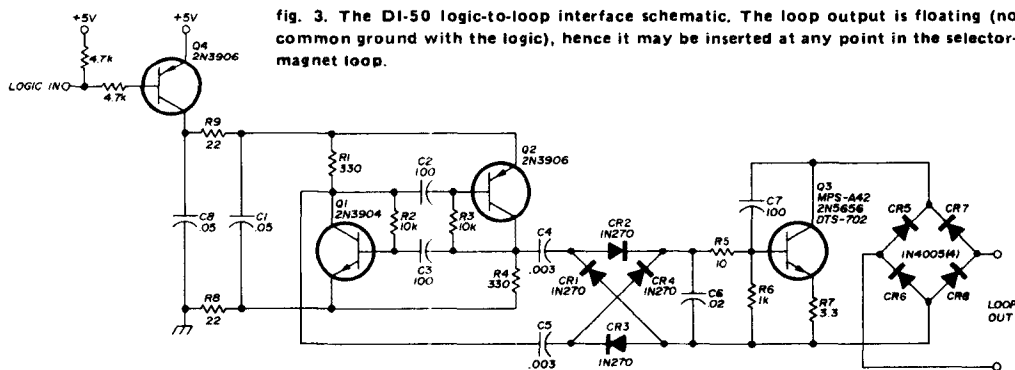 fig. 3. The DI-50 logic-to-loop interface schematic. The loop output is floating (no
common ground with the logic), hence it may be inserted at any point in the selector-
magnet loop.
+5V
+5V
Q4
2N3906
4.7k
LOGIC IN
4.7k
R9
22
R1
330
C2
100
Q2
2N3906
Q1
2N3904
R2
10k
R3
10k
C8
.05
C1
.05
C3
100
C4
.003
R4
330
CR2
1N270
CR1
1N270
CR4
1N270
CR3
1N270
C5
.003
R8
22
C6
.02
R5
10
R6
1k
C7
100
Q3
MPS-A42
2N5656
DTS-702
R7
3.3
CR5
CR7
1N4005(4)
CR6
CR8
LOOP
OUT